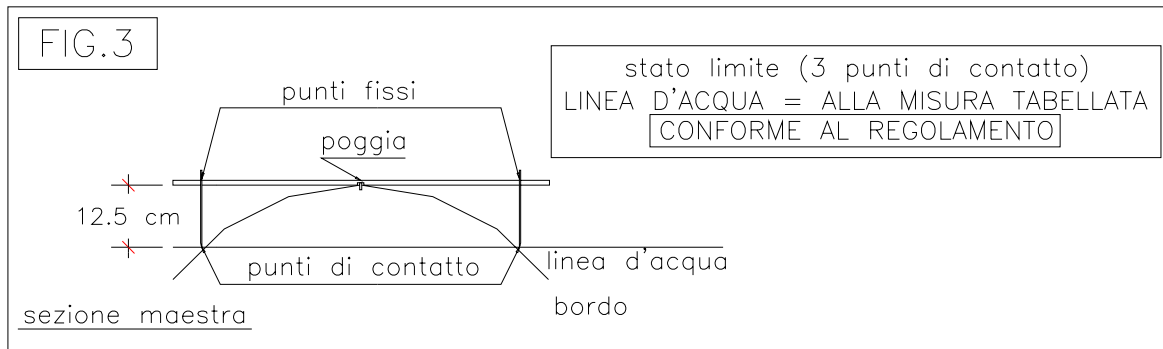 FIG.3
stato limite (3 punti di contatto)
LINEA D'ACQUA = ALLA MISURA TABELLATA
CONFORME AL REGOLAMENTO
punti fissi
poggia
12.5 cm
punti di contatto
linea d'acqua
bordo
sezione maestra